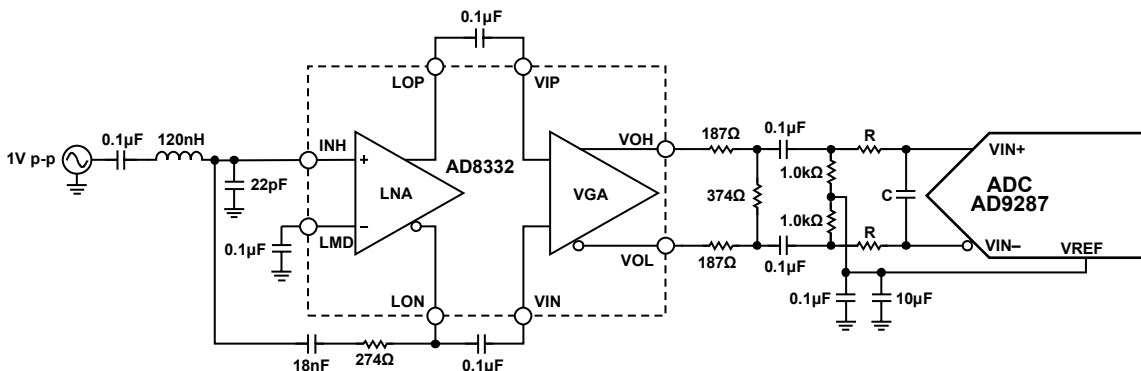 0.1µF
LOP
VIP
0.1µF
120nH
1V p-p
INH
22pF
LNA
AD8332
LMD
0.1µF
LON
VIN
18nF
274Ω
0.1µF
VGA
VOH
VOL
187Ω
0.1µF
R
1.0kΩ
374Ω
1.0kΩ
187Ω
0.1µF
R
C
VIN+
ADC
AD9287
VIN–
VREF
0.1µF
10µF
+
–